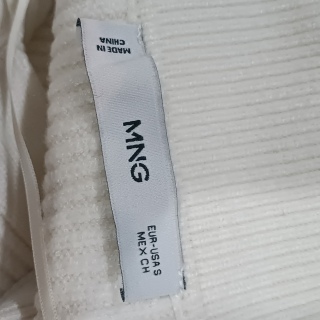 MADE IN
CHINA
MNG
EUR-USA S
MEX CH